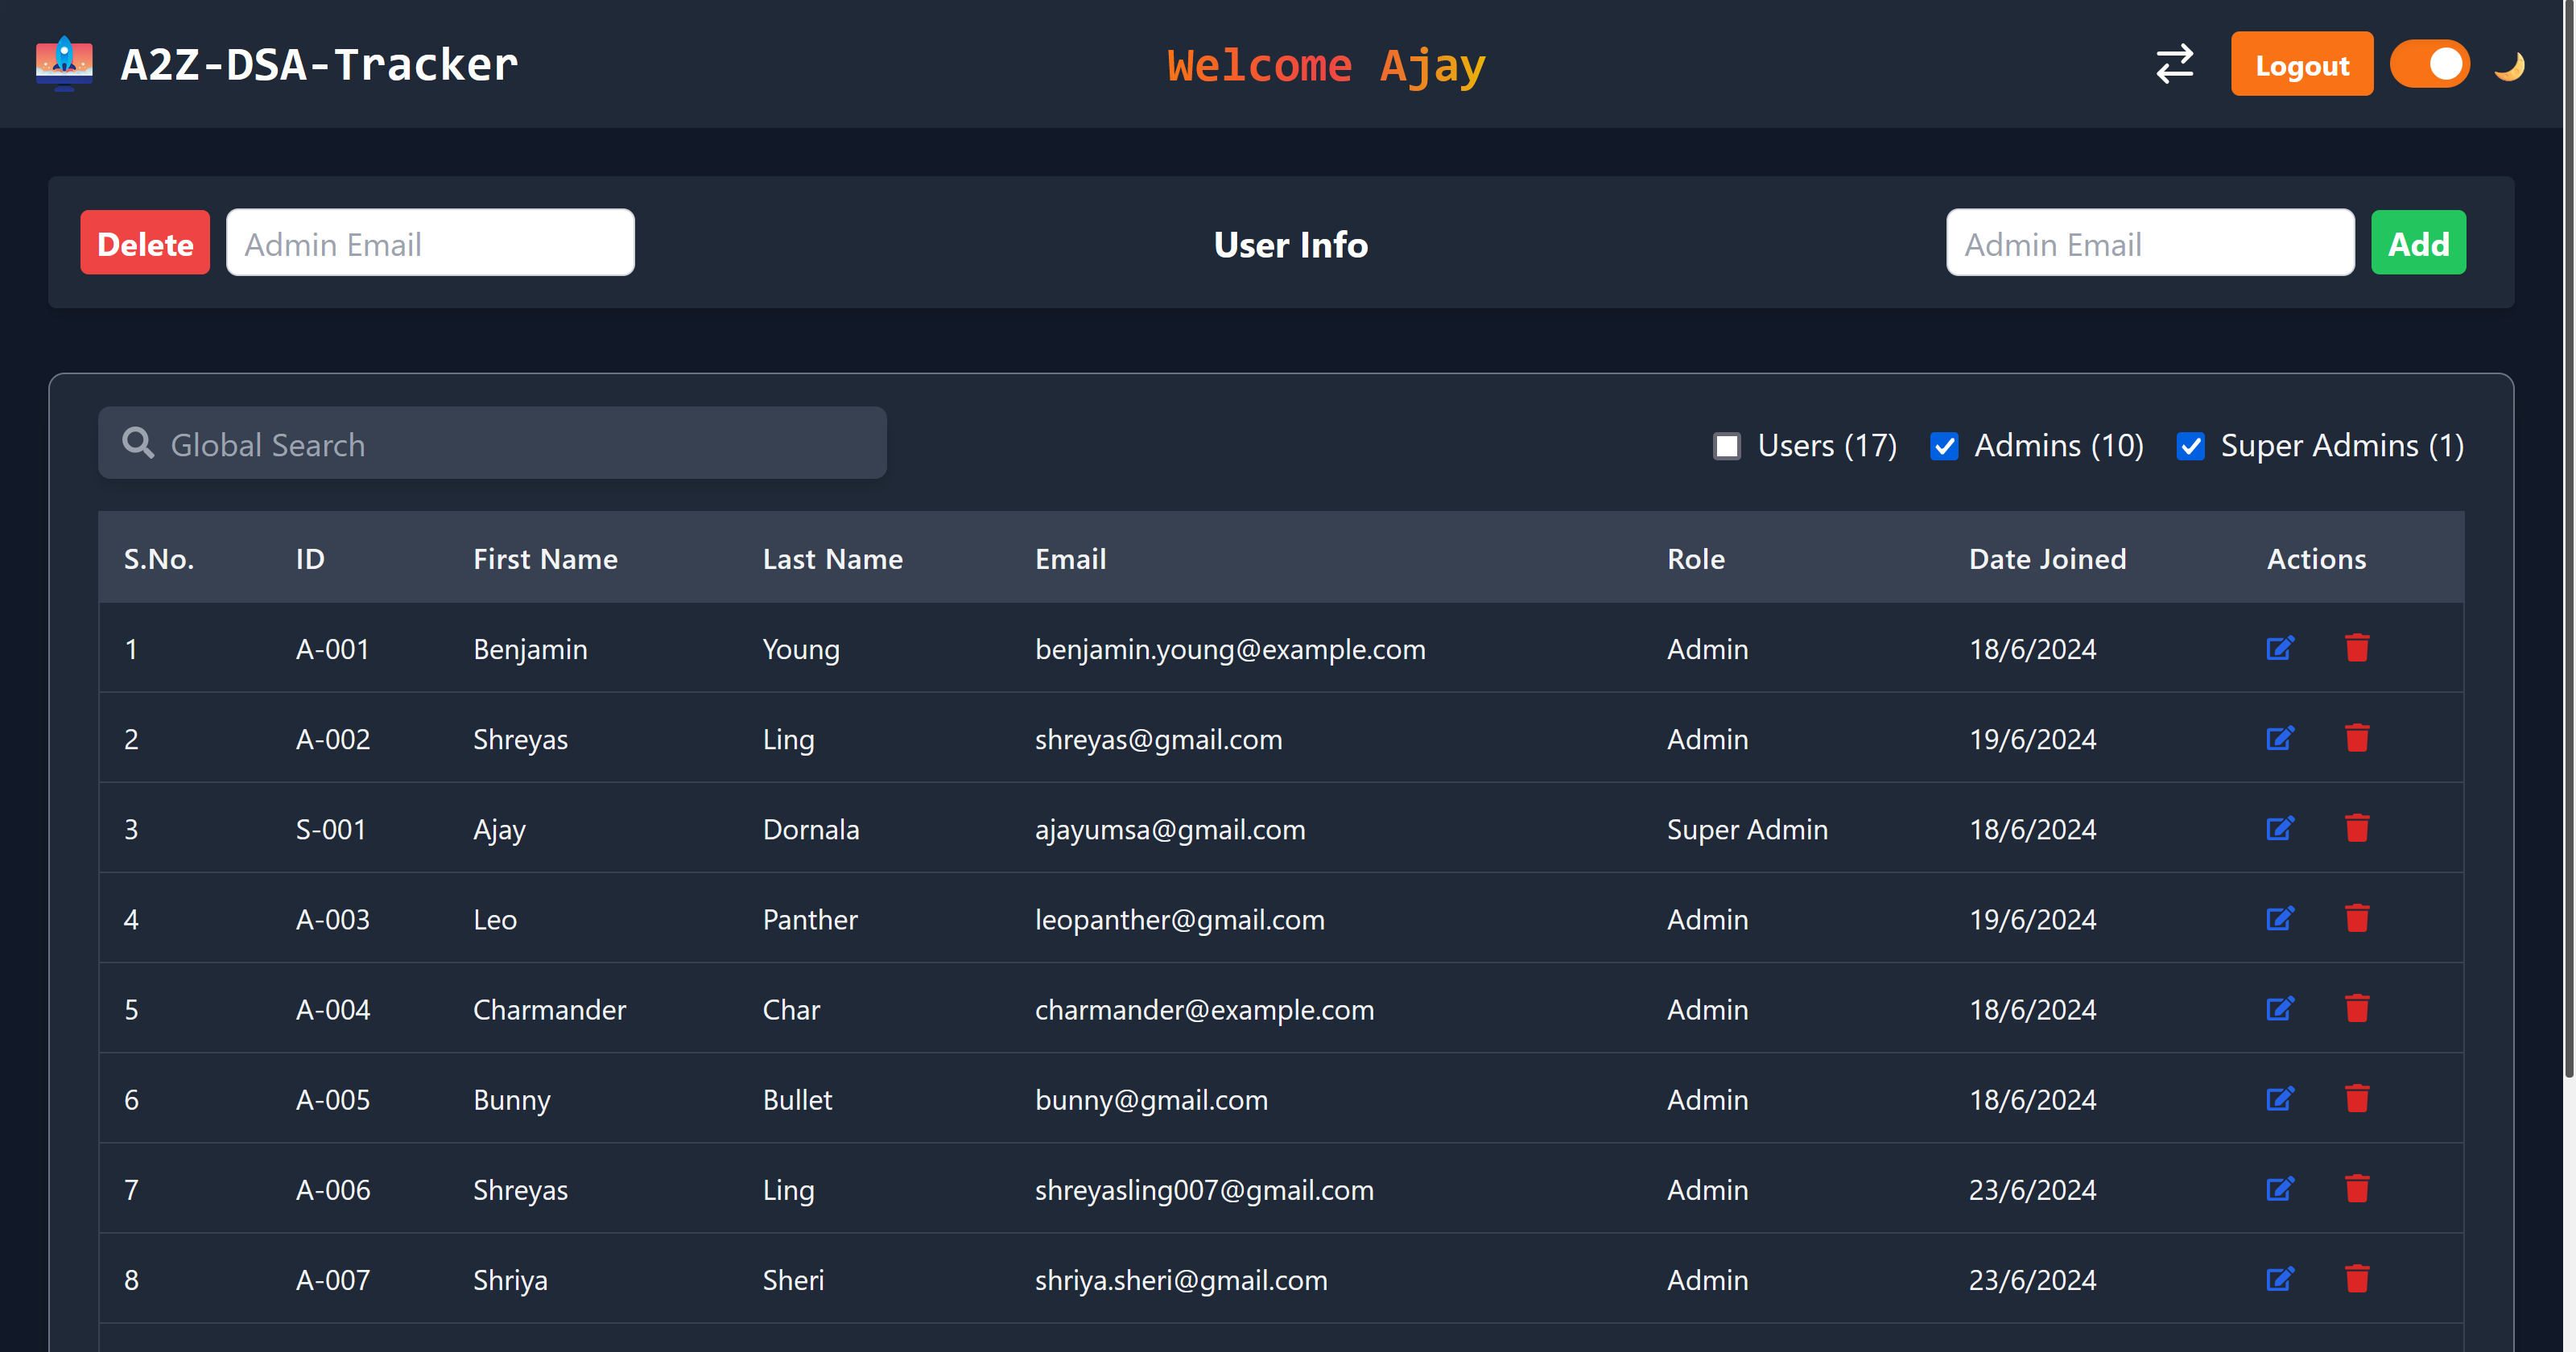 A2Z-DSA-Tracker Welcome Ajay Logout
Delete Admin Email User Info Admin Email Add
Global Search Users (17) Admins (10) Super Admins (1)
S.No. ID First Name Last Name Email Role Date Joined Actions
1 A-001 Benjamin Young benjamin.young@example.com Admin 18/6/2024
2 A-002 Shreyas Ling shreyas@gmail.com Admin 19/6/2024
3 S-001 Ajay Dornala ajayumsa@gmail.com Super Admin 18/6/2024
4 A-003 Leo Panther leopanther@gmail.com Admin 19/6/2024
5 A-004 Charmander Char charmander@example.com Admin 18/6/2024
6 A-005 Bunny Bullet bunny@gmail.com Admin 18/6/2024
7 A-006 Shreyas Ling shreyasling007@gmail.com Admin 23/6/2024
8 A-007 Shriya Sheri shriya.sheri@gmail.com Admin 23/6/2024